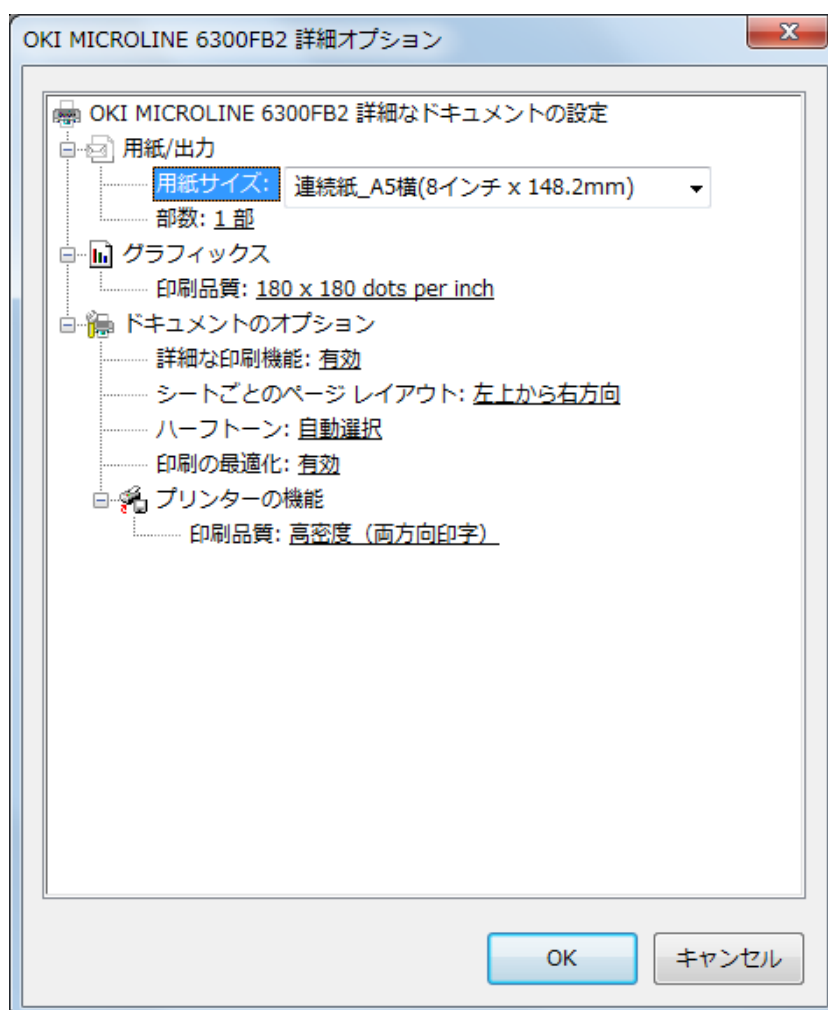 OKI MICROLINE 6300FB2 詳細オプション
OKI MICROLINE 6300FB2 詳細なドキュメントの設定
用紙/出力
用紙サイズ: 連続紙_A5横(8インチ x 148.2mm)
部数: 1 部
グラフィックス
印刷品質: 180 x 180 dots per inch
ドキュメントのオプション
詳細な印刷機能: 有効
シートごとのページ レイアウト: 左上から右方向
ハーフトーン: 自動選択
印刷の最適化: 有効
プリンターの機能
印刷品質: 高密度（両方向印字）
OK キャンセル